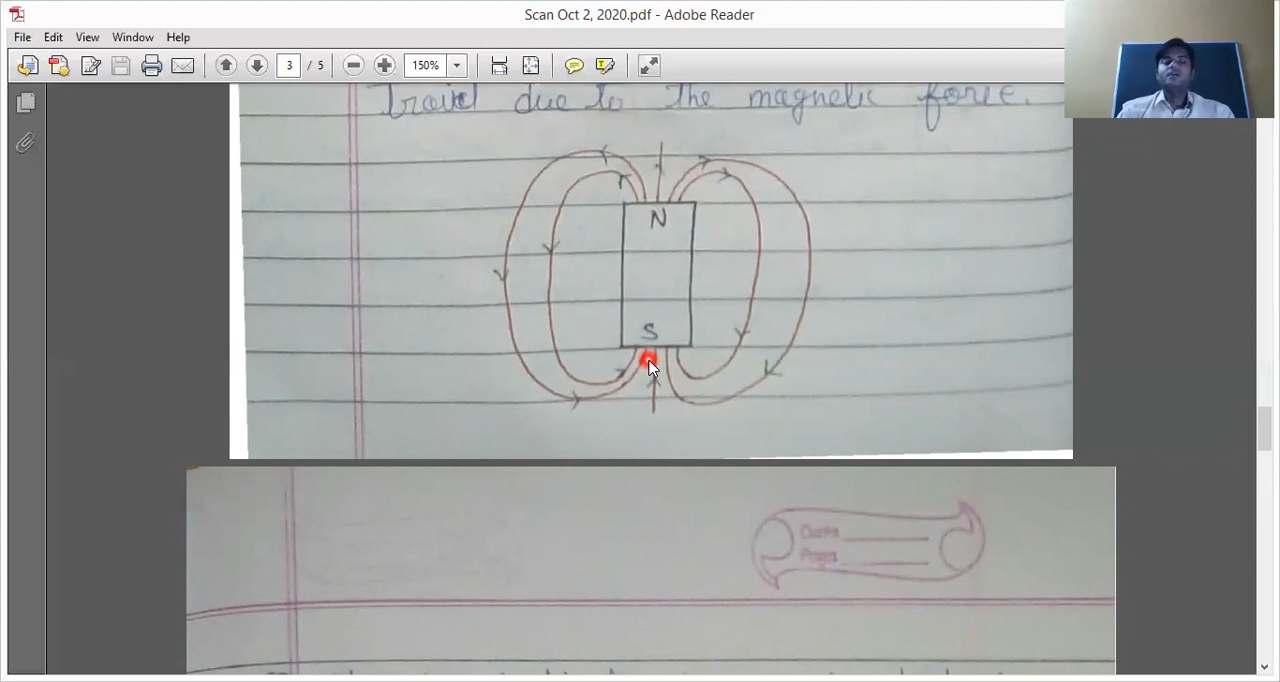 Scan Oct 2, 2020.pdf - Adobe Reader
File Edit View Window Help
3 / 5 150%
travel due to the magnetic force.
N
S
Date
Page